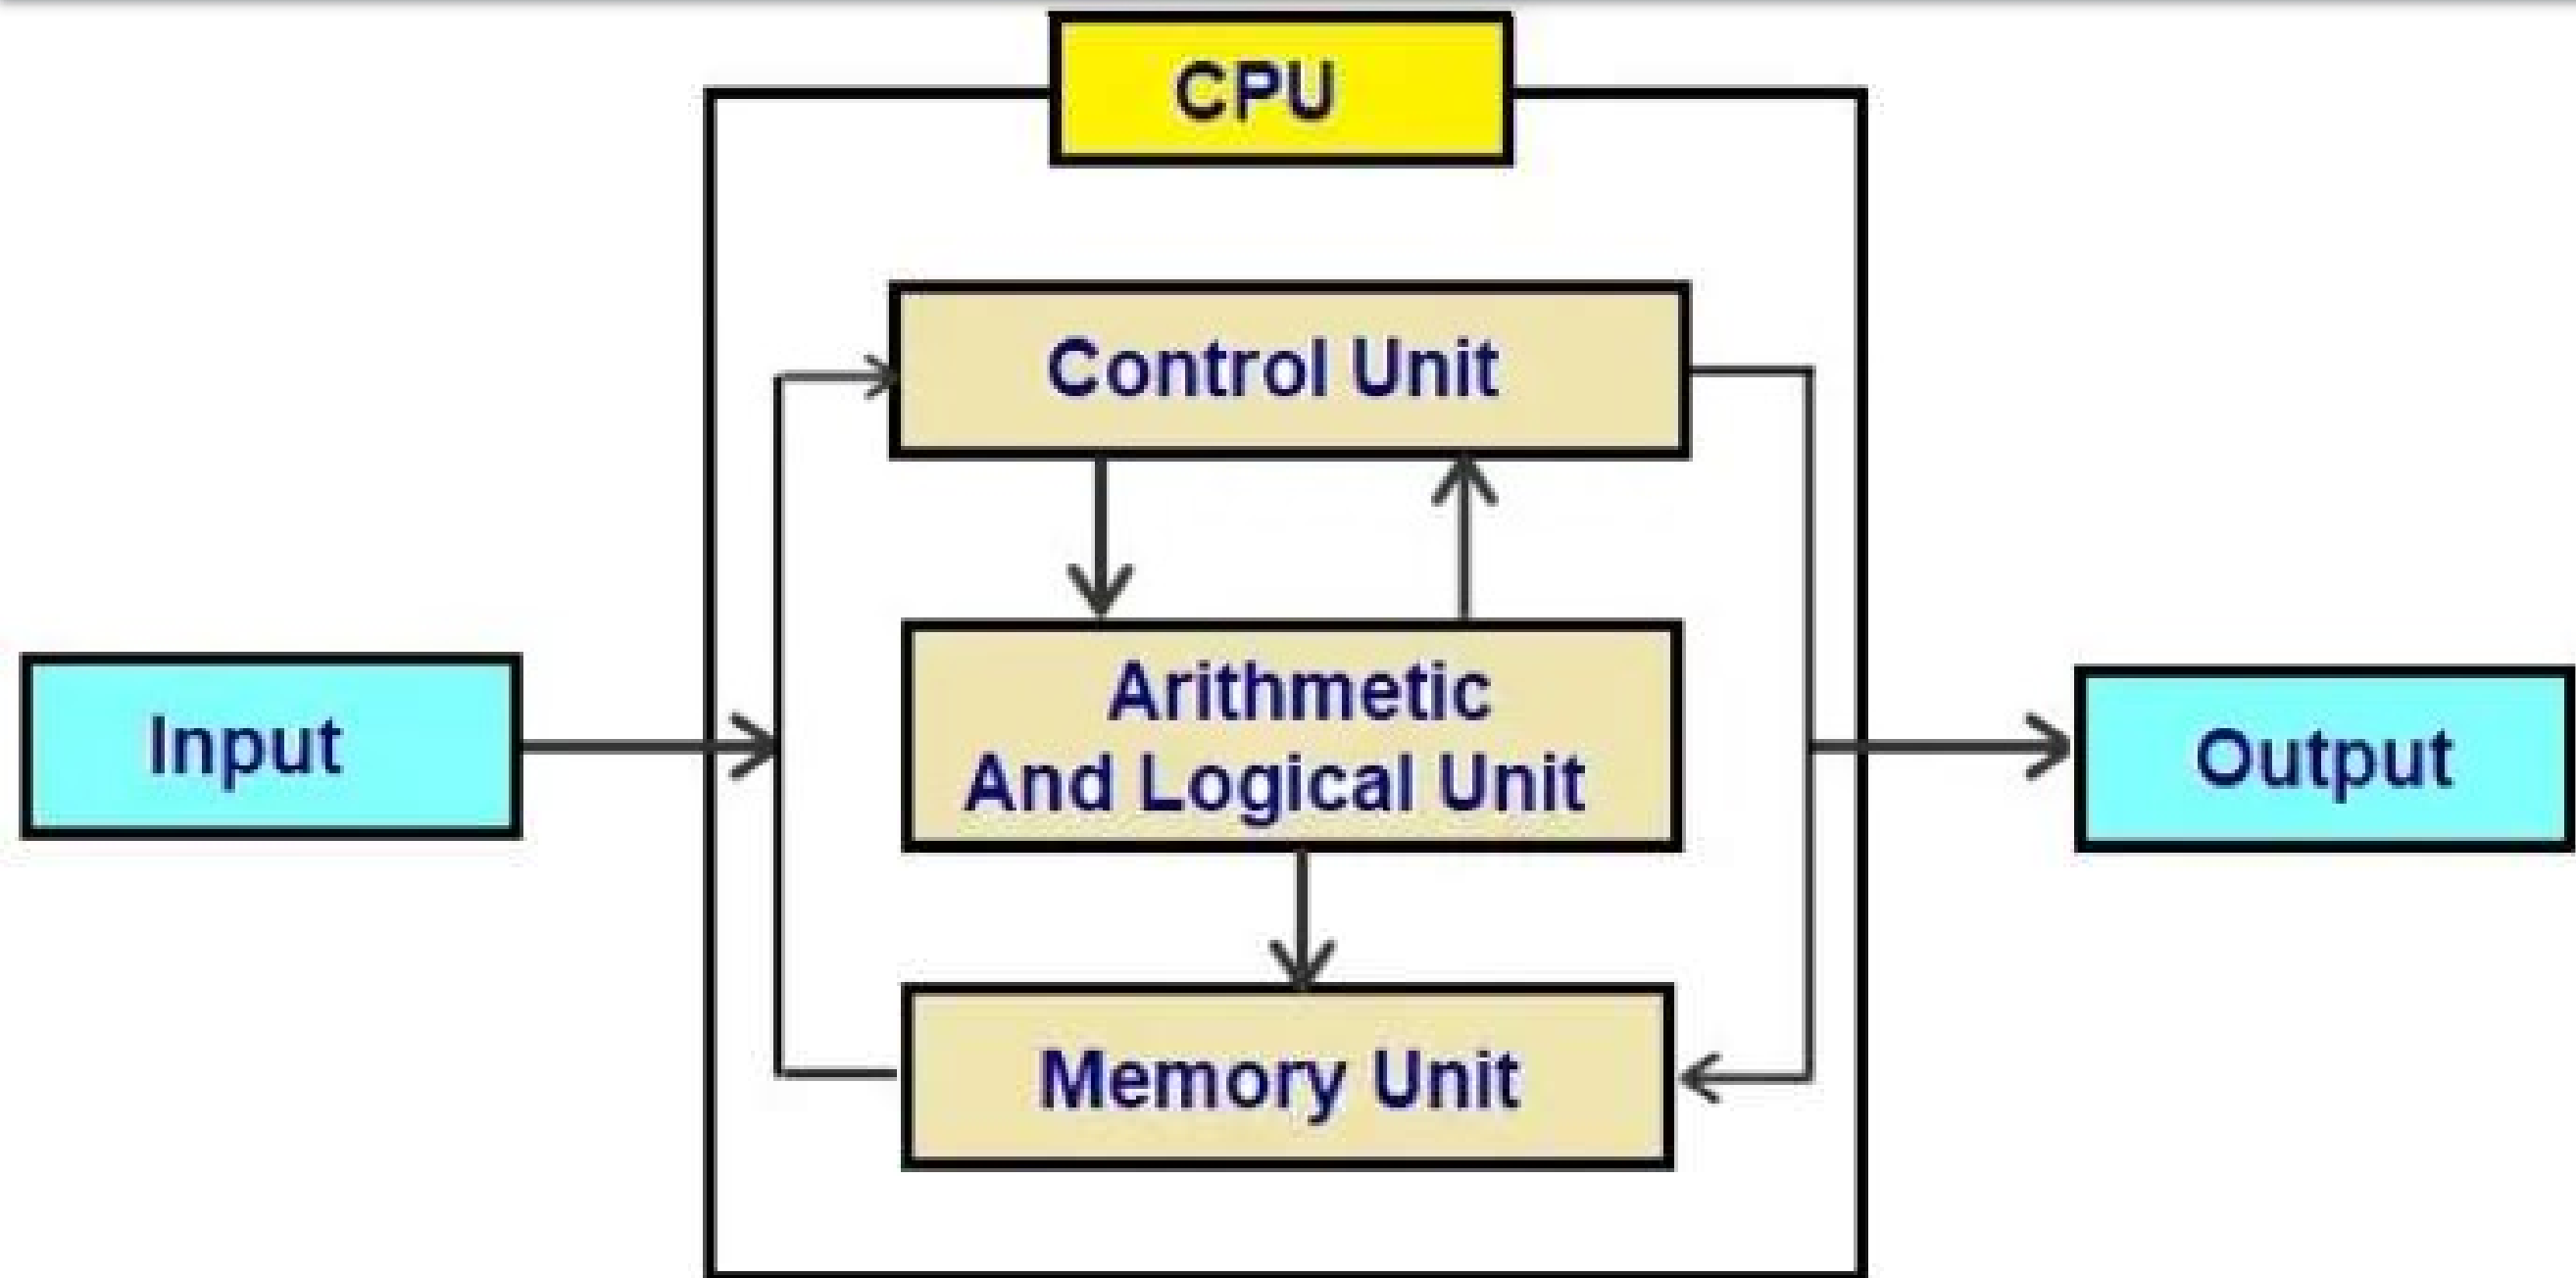 CPU
Control Unit
Arithmetic
And Logical Unit
Input
Output
Memory Unit